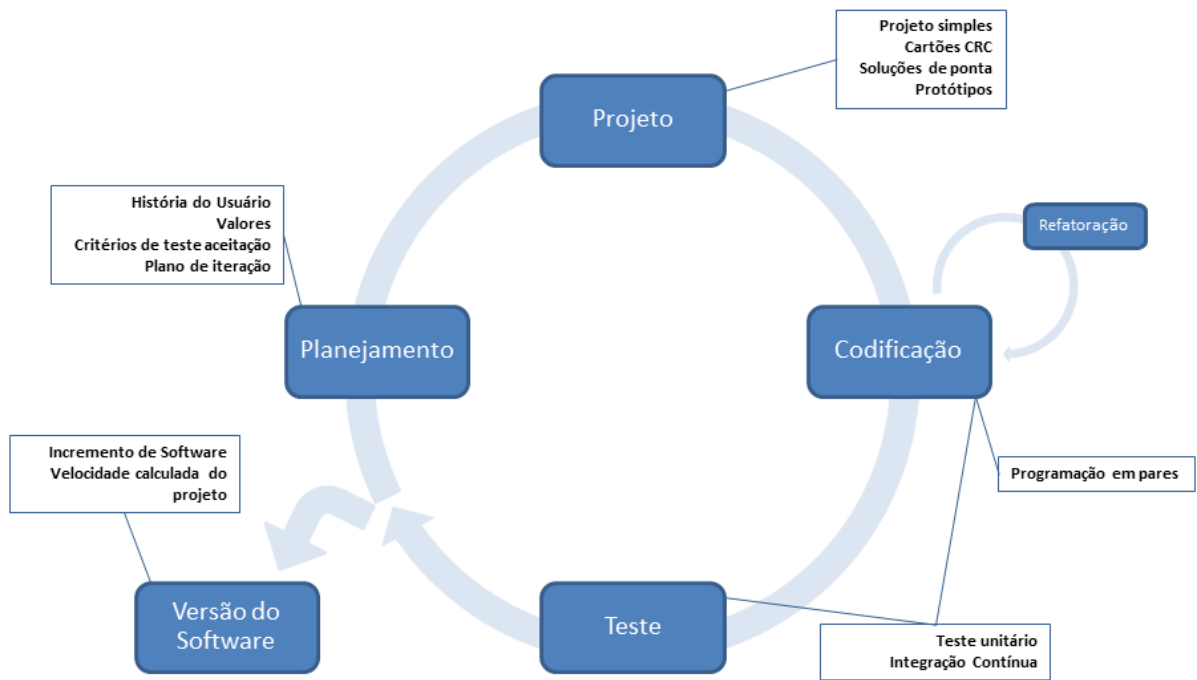 Projeto simples
Cartões CRC
Soluções de ponta
Protótipos
Projeto
História do Usuário
Valores
Critérios de teste aceitação
Plano de iteração
Refatoração
Planejamento
Codificação
Incremento de Software
Velocidade calculada do
projeto
Programação em pares
Versão do
Software
Teste
Teste unitário
Integração Contínua